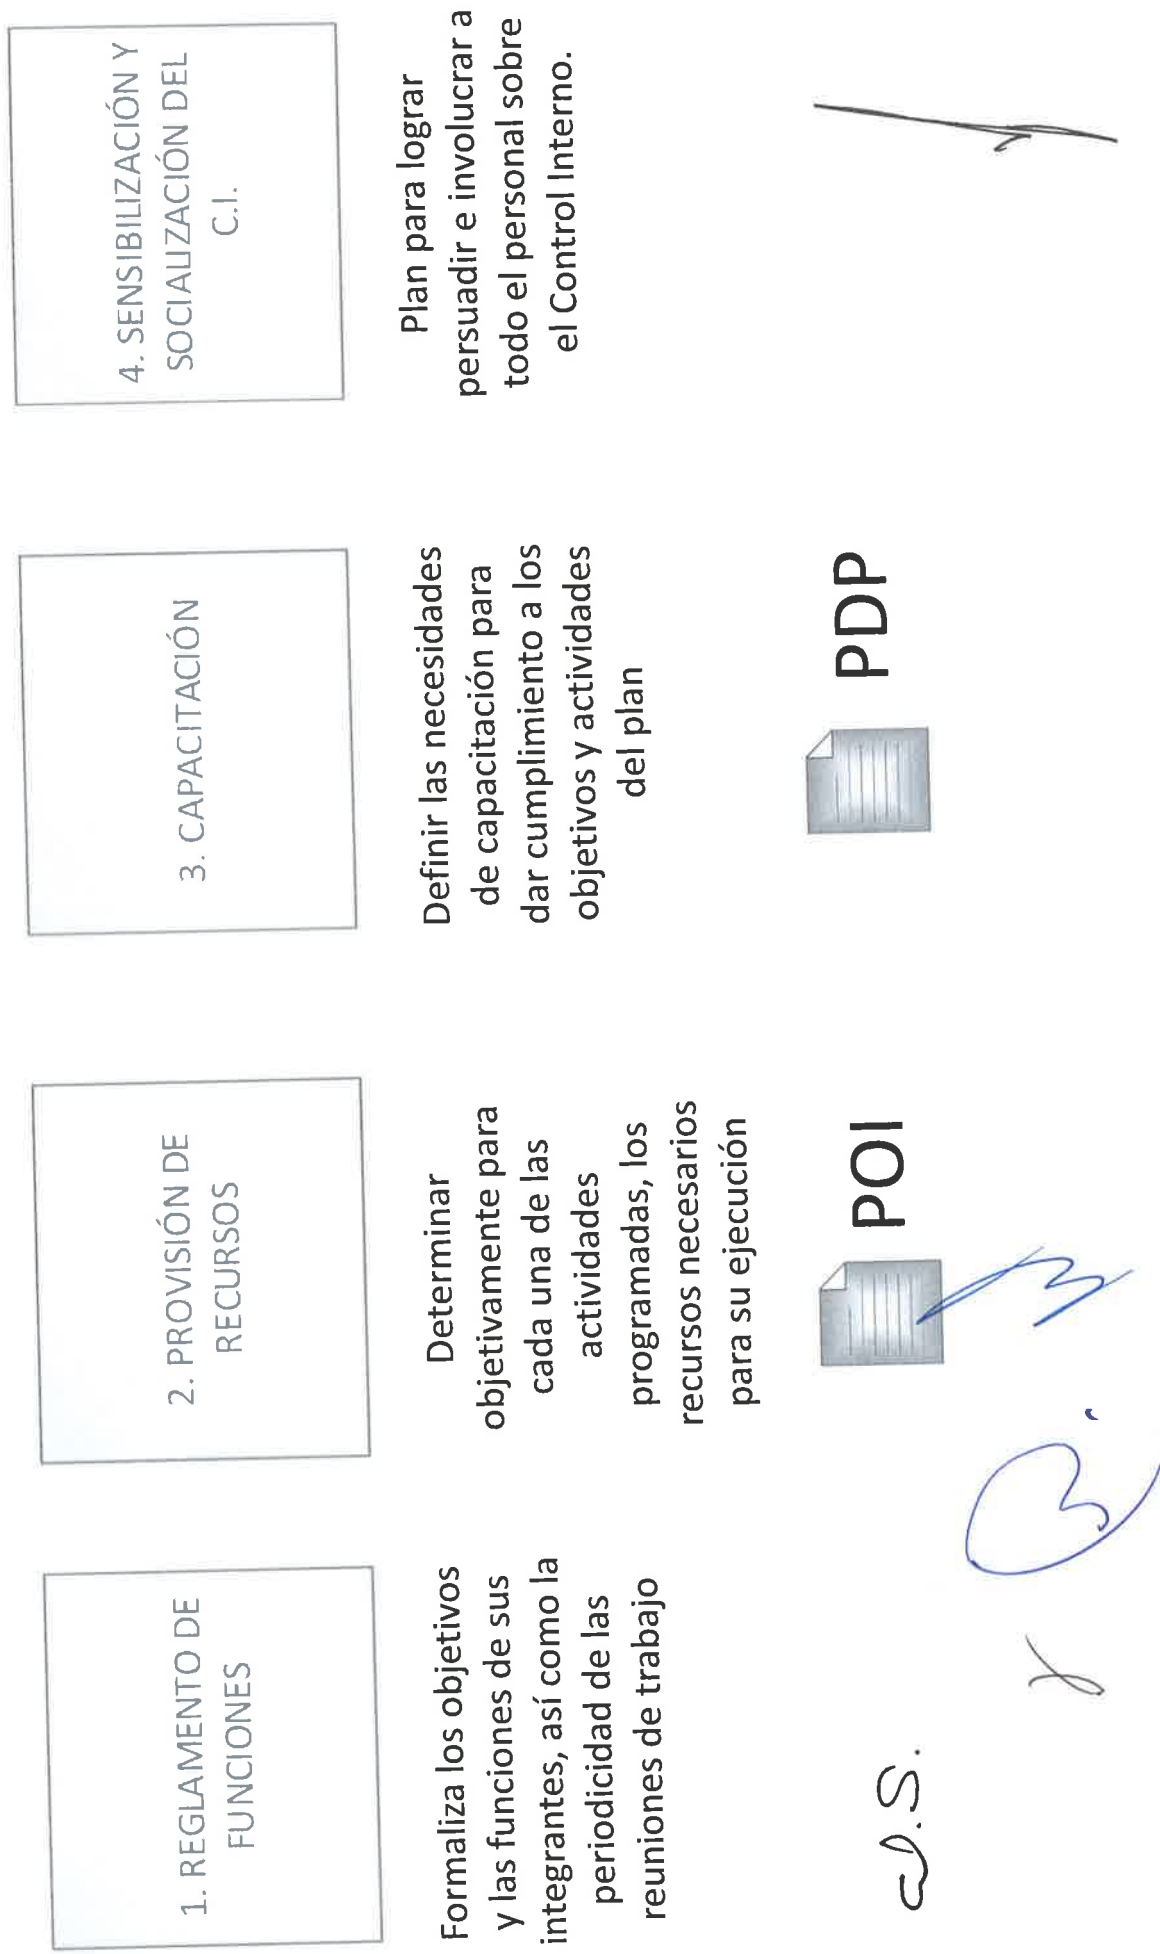 1. REGLAMENTO DE
FUNCIONES
Formaliza los objetivos
y las funciones de sus
integrantes, así como la
periodicidad de las
reuniones de trabajo
2. PROVISIÓN DE
RECURSOS
Determinar
objetivamente para
cada una de las
actividades
programadas, los
recursos necesarios
para su ejecución
POI
3. CAPACITACIÓN
Definir las necesidades
de capacitación para
dar cumplimiento a los
objetivos y actividades
del plan
PDP
4. SENSIBILIZACIÓN Y
SOCIALIZACIÓN DEL
C.I.
Plan para lograr
persuadir e involucrar a
todo el personal sobre
el Control Interno.